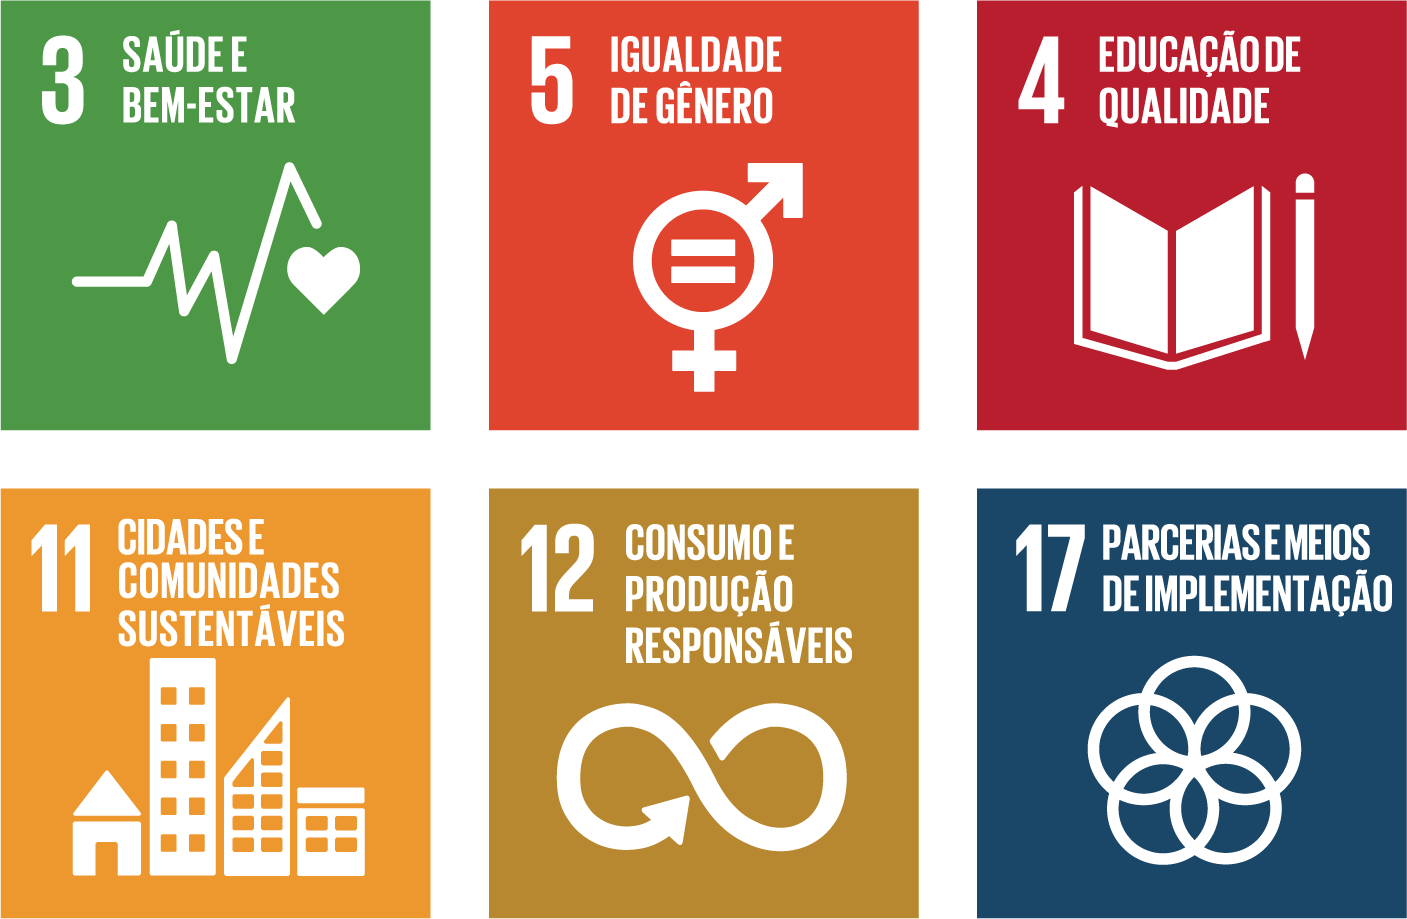 3
SAÚDE E
BEM-ESTAR
5
IGUALDADE
DE GÊNERO
4
EDUCAÇÃO DE
QUALIDADE
11
CIDADES E
COMUNIDADES
SUSTENTÁVEIS
12
CONSUMO E
PRODUÇÃO
RESPONSÁVEIS
17
PARCERIAS E MEIOS
DE IMPLEMENTAÇÃO